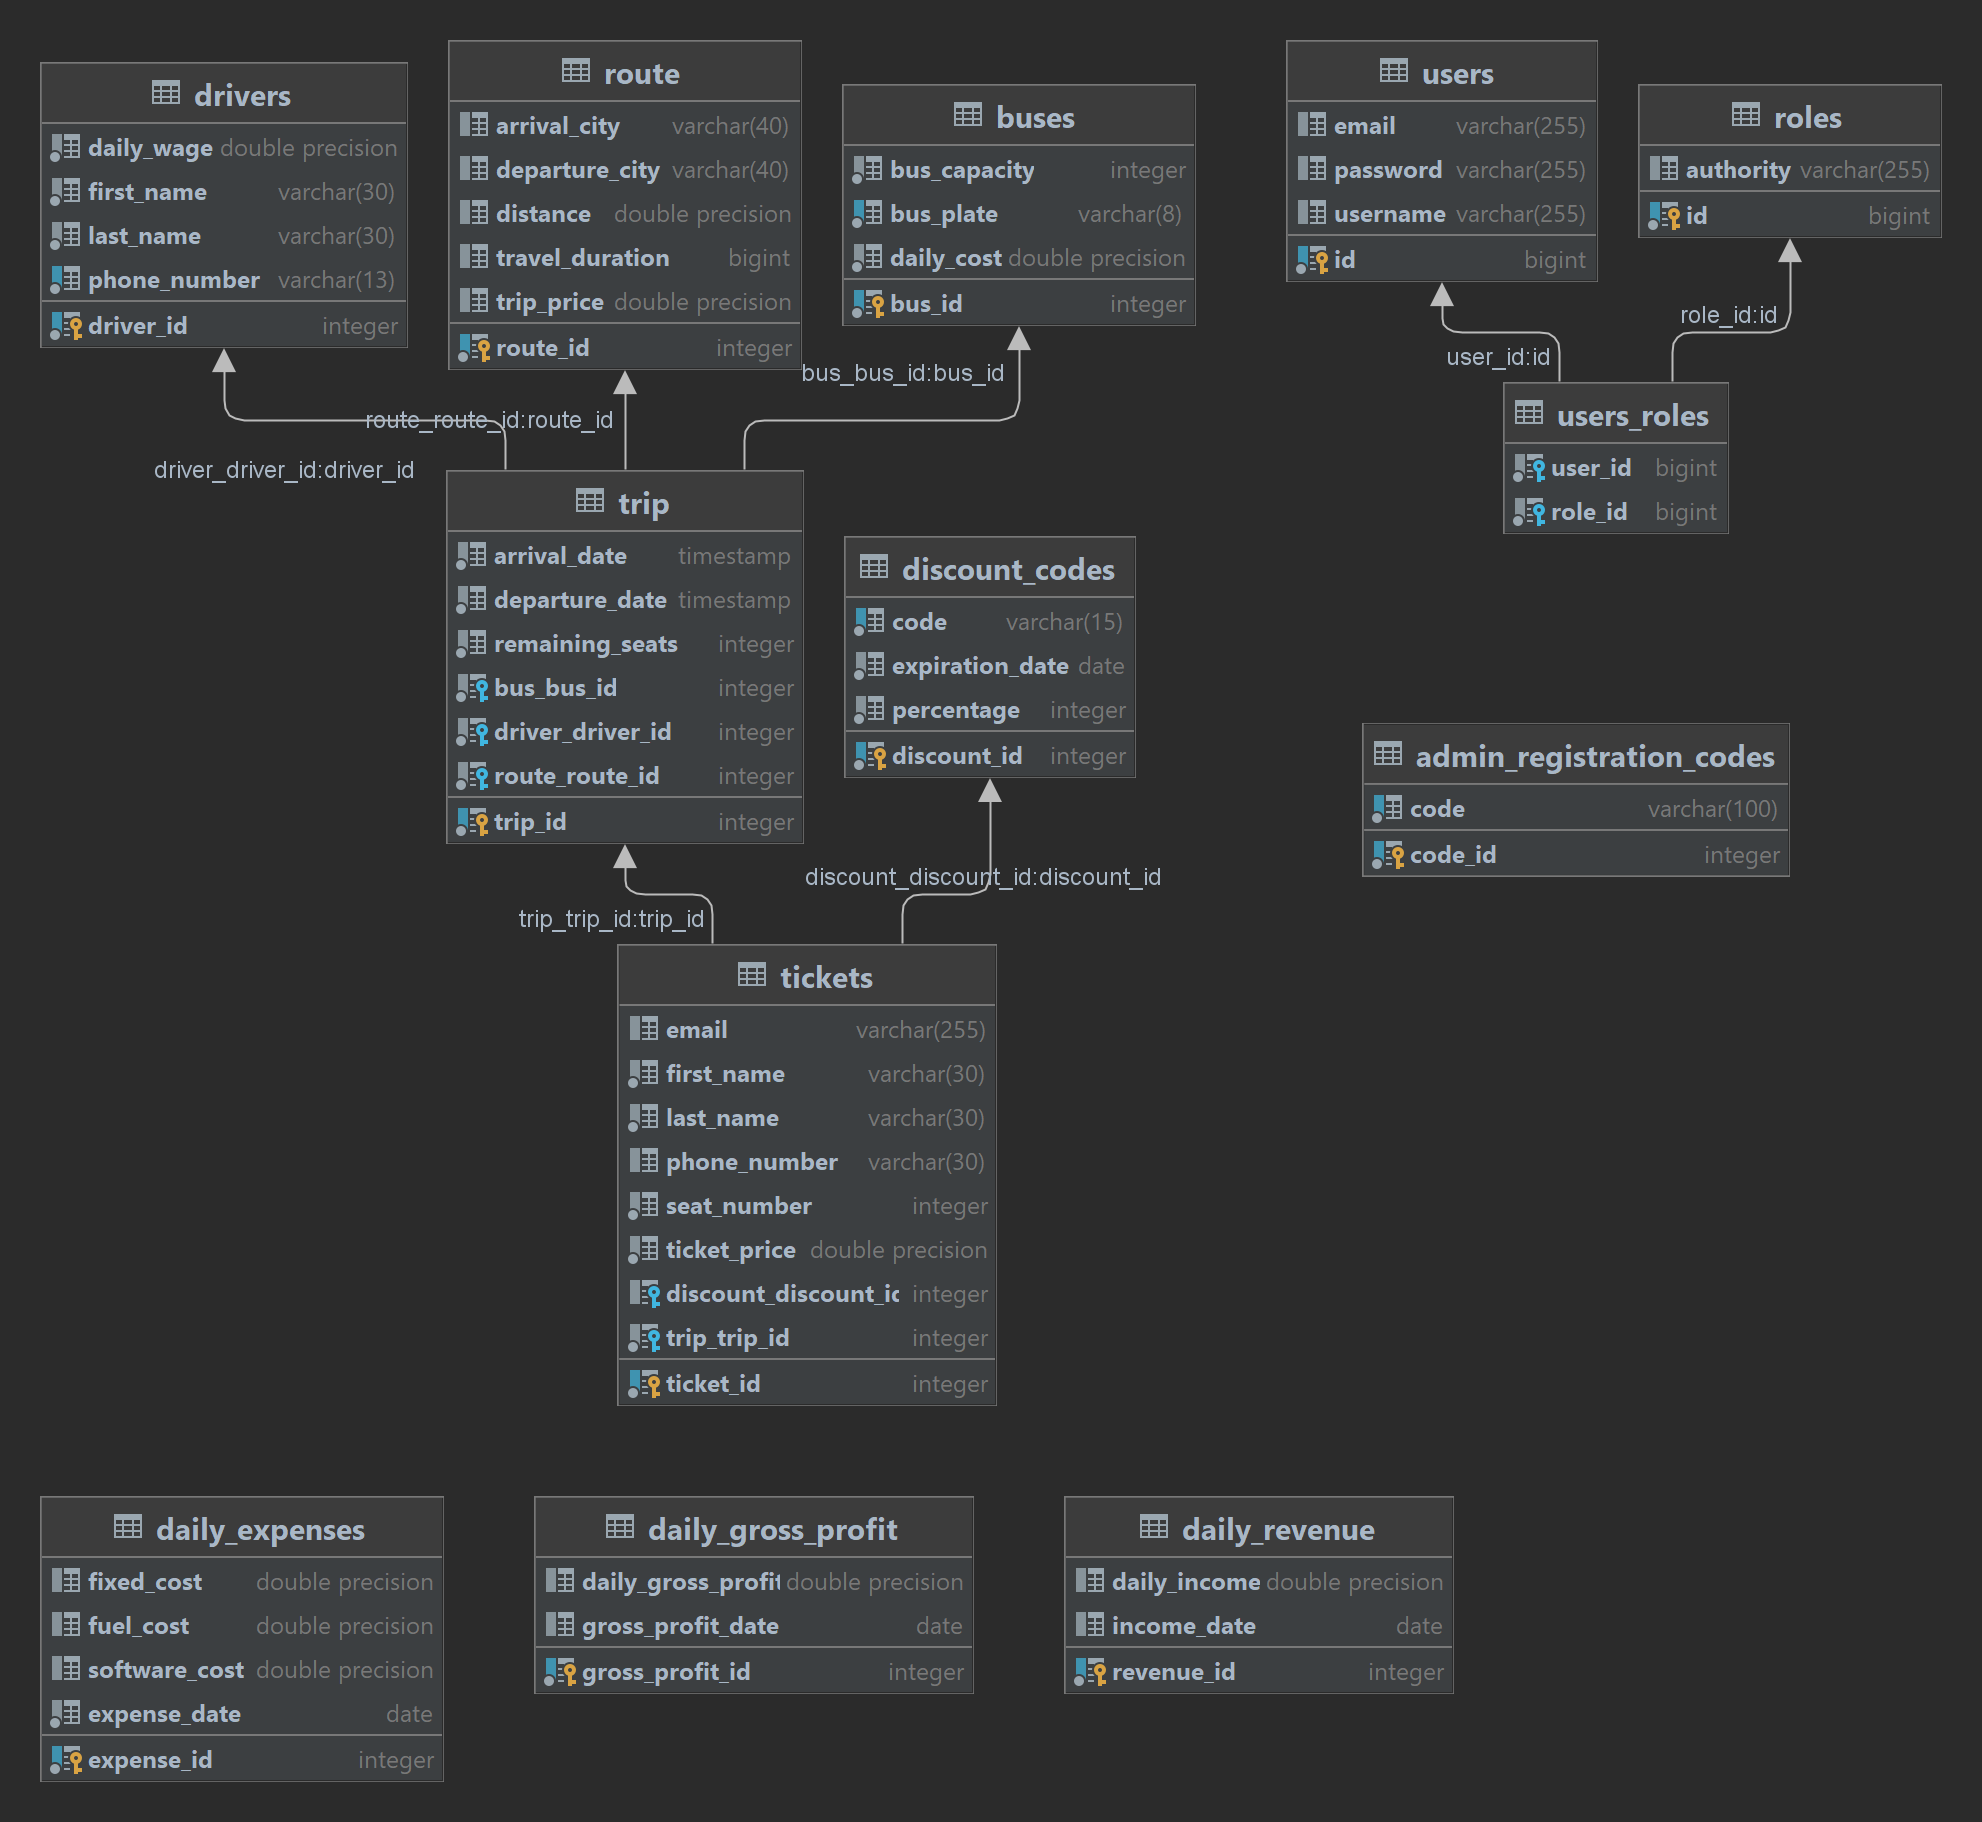 drivers
daily_wage double precision
first_name varchar(30)
last_name varchar(30)
phone_number varchar(13)
driver_id integer
route
arrival_city varchar(40)
departure_city varchar(40)
distance double precision
travel_duration bigint
trip_price double precision
route_id integer
buses
bus_capacity integer
bus_plate varchar(8)
daily_cost double precision
bus_id integer
users
email varchar(255)
password varchar(255)
username varchar(255)
id bigint
roles
authority varchar(255)
id bigint
role_id:id
user_id:id
bus_bus_id:bus_id
route_route_id:route_id
driver_driver_id:driver_id
users_roles
user_id bigint
role_id bigint
trip
arrival_date timestamp
departure_date timestamp
remaining_seats integer
bus_bus_id integer
driver_driver_id integer
route_route_id integer
trip_id integer
discount_codes
code varchar(15)
expiration_date date
percentage integer
discount_id integer
admin_registration_codes
code varchar(100)
code_id integer
discount_discount_id:discount_id
trip_trip_id:trip_id
tickets
email varchar(255)
first_name varchar(30)
last_name varchar(30)
phone_number varchar(30)
seat_number integer
ticket_price double precision
discount_discount_id integer
trip_trip_id integer
ticket_id integer
daily_expenses
fixed_cost double precision
fuel_cost double precision
software_cost double precision
expense_date date
expense_id integer
daily_gross_profit
daily_gross_profit double precision
gross_profit_date date
gross_profit_id integer
daily_revenue
daily_income double precision
income_date date
revenue_id integer